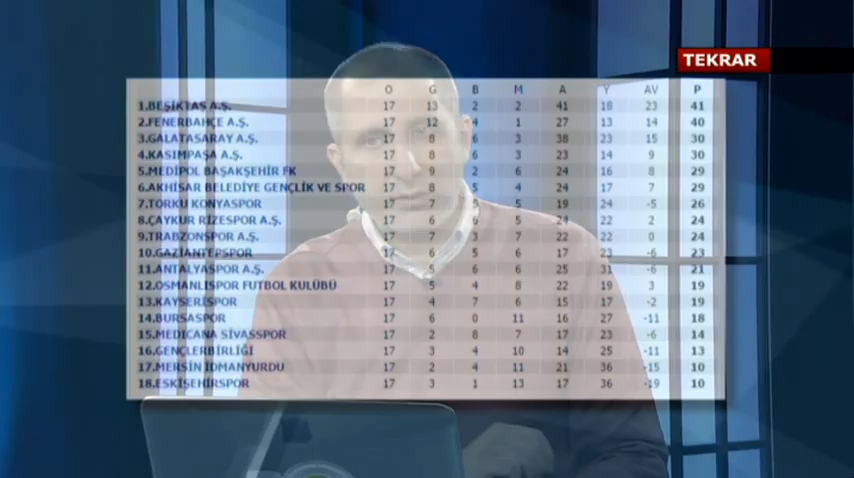 TEKRAR
O G B M A Y AV P
1.BEŞİKTAŞ A.Ş. 17 13 2 2 41 18 23 41
2.FENERBAHÇE A.Ş. 17 12 4 1 27 13 14 40
3.GALATASARAY A.Ş. 17 8 6 3 38 23 15 30
4.KASIMPAŞA A.Ş. 17 8 6 3 23 14 9 30
5.MEDIPOL BAŞAKŞEHİR FK 17 9 2 6 24 16 8 29
6.AKHİSAR BELEDİYE GENÇLİK VE SPOR 17 8 5 4 24 17 7 29
7.TORKU KONYASPOR 17 7 5 5 19 24 -5 26
8.ÇAYKUR RİZESPOR A.Ş. 17 6 6 5 24 22 2 24
9.TRABZONSPOR A.Ş. 17 7 3 7 22 22 0 24
10.GAZİANTEPSPOR 17 6 5 6 17 23 -6 23
11.ANTALYASPOR A.Ş. 17 5 6 6 25 31 -6 21
12.OSMANLISPOR FUTBOL KULÜBÜ 17 5 4 8 22 19 3 19
13.KAYSERİSPOR 17 4 7 6 15 17 -2 19
14.BURSASPOR 17 6 0 11 16 27 -11 18
15.MEDICANA SİVASSPOR 17 2 8 7 17 23 -6 14
16.GENÇLERBİRLİĞİ 17 3 4 10 14 25 -11 13
17.MERSİN İDMANYURDU 17 2 4 11 21 36 -15 10
18.ESKİŞEHİRSPOR 17 3 1 13 17 36 -19 10